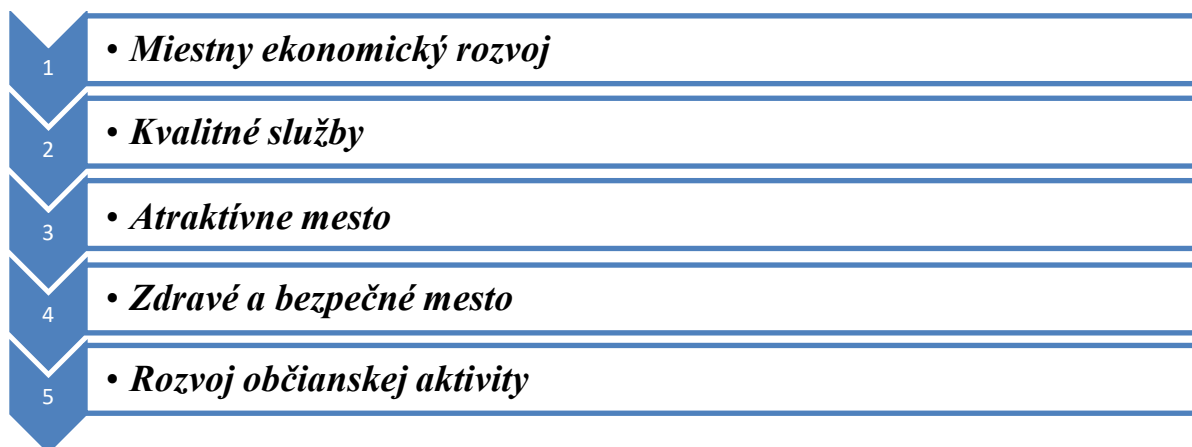 1 • Miestny ekonomický rozvoj
2 • Kvalitné služby
3 • Atraktívne mesto
4 • Zdravé a bezpečné mesto
5 • Rozvoj občianskej aktivity